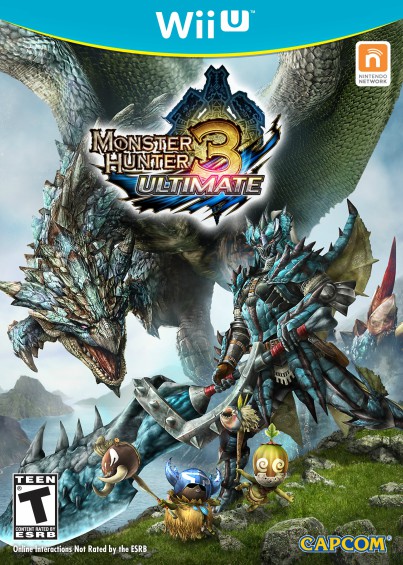 WiiU™
NINTENDO
NETWORK
MONSTER
HUNTER
3
ULTIMATE
TEEN
T
CONTENT RATED BY
ESRB
Online Interactions Not Rated by the ESRB
CAPCOM